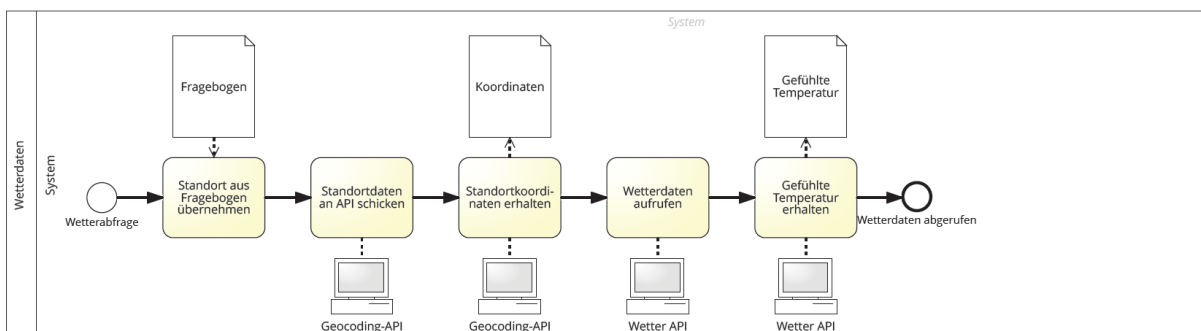 System
Wetterdaten
System
Fragebogen
Koordinaten
Gefühlte
Temperatur
Standort aus
Fragebogen
übernehmen
Standortdaten
an API schicken
Standortkoordi-
naten erhalten
Wetterdaten
aufrufen
Gefühlte
Temperatur
erhalten
Wetterabfrage
Wetterdaten abgerufen
Geocoding-API
Geocoding-API
Wetter API
Wetter API